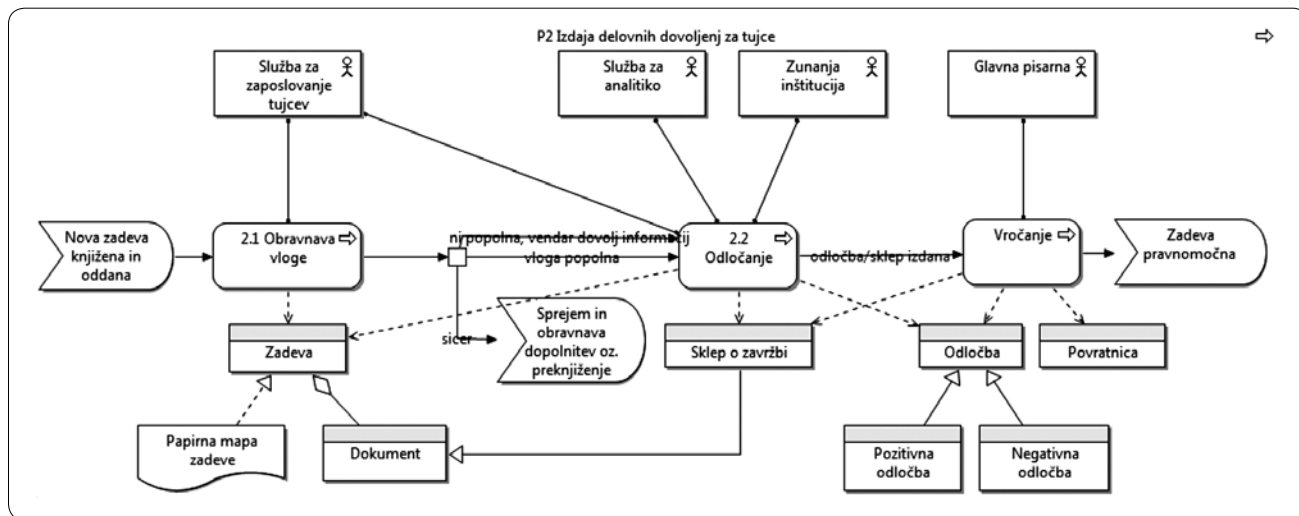 P2 Izdaja delovnih dovoljenj za tujce
Služba za
zaposlovanje
tujcev
Služba za
analitiko
Zunanja
inštitucija
Glavna pisarna
Nova zadeva
knjižena in
oddana
2.1 Obravnava
vloge
ni popolna, vendar dovolj informacij
vloga popolna
sicer
2.2
Odločanje
odločba/sklep izdana
Vročanje
Zadeva
pravnomočna
Zadeva
Sprejem in
obravnava
dopolnitev oz.
preknjiženje
Sklep o zavržbi
Odločba
Povratnica
Papirna mapa
zadeve
Dokument
Pozitivna
odločba
Negativna
odločba